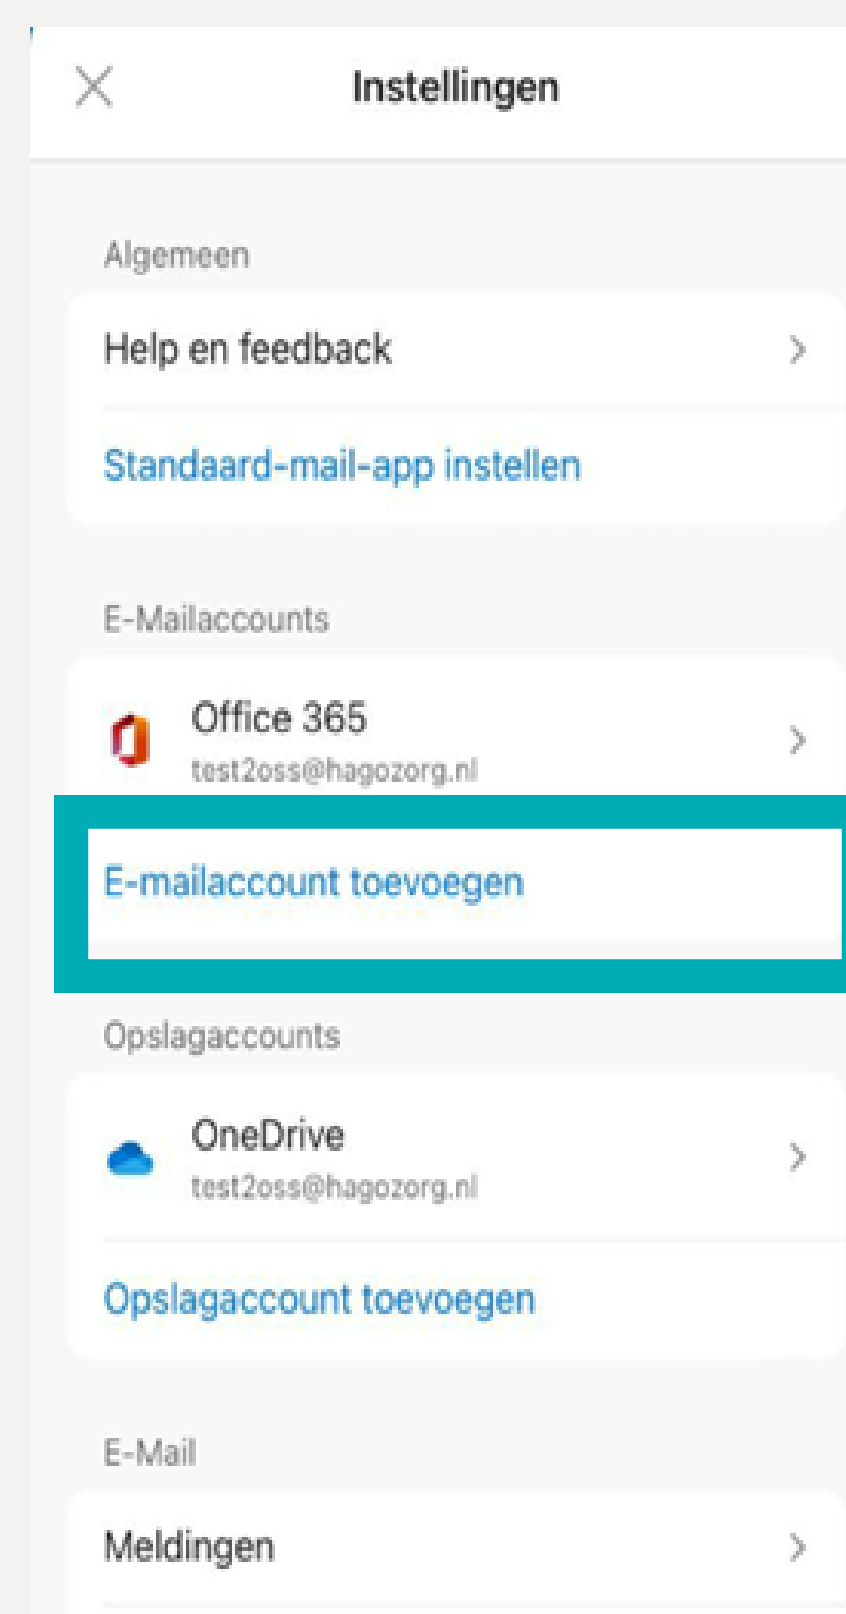 Instellingen
Algemeen
Help en feedback
Standaard-mail-app instellen
E-Mailaccounts
Office 365
test2oss@hagozorg.nl
E-mailaccount toevoegen
Opslagaccounts
OneDrive
test2oss@hagozorg.nl
Opslagaccount toevoegen
E-Mail
Meldingen